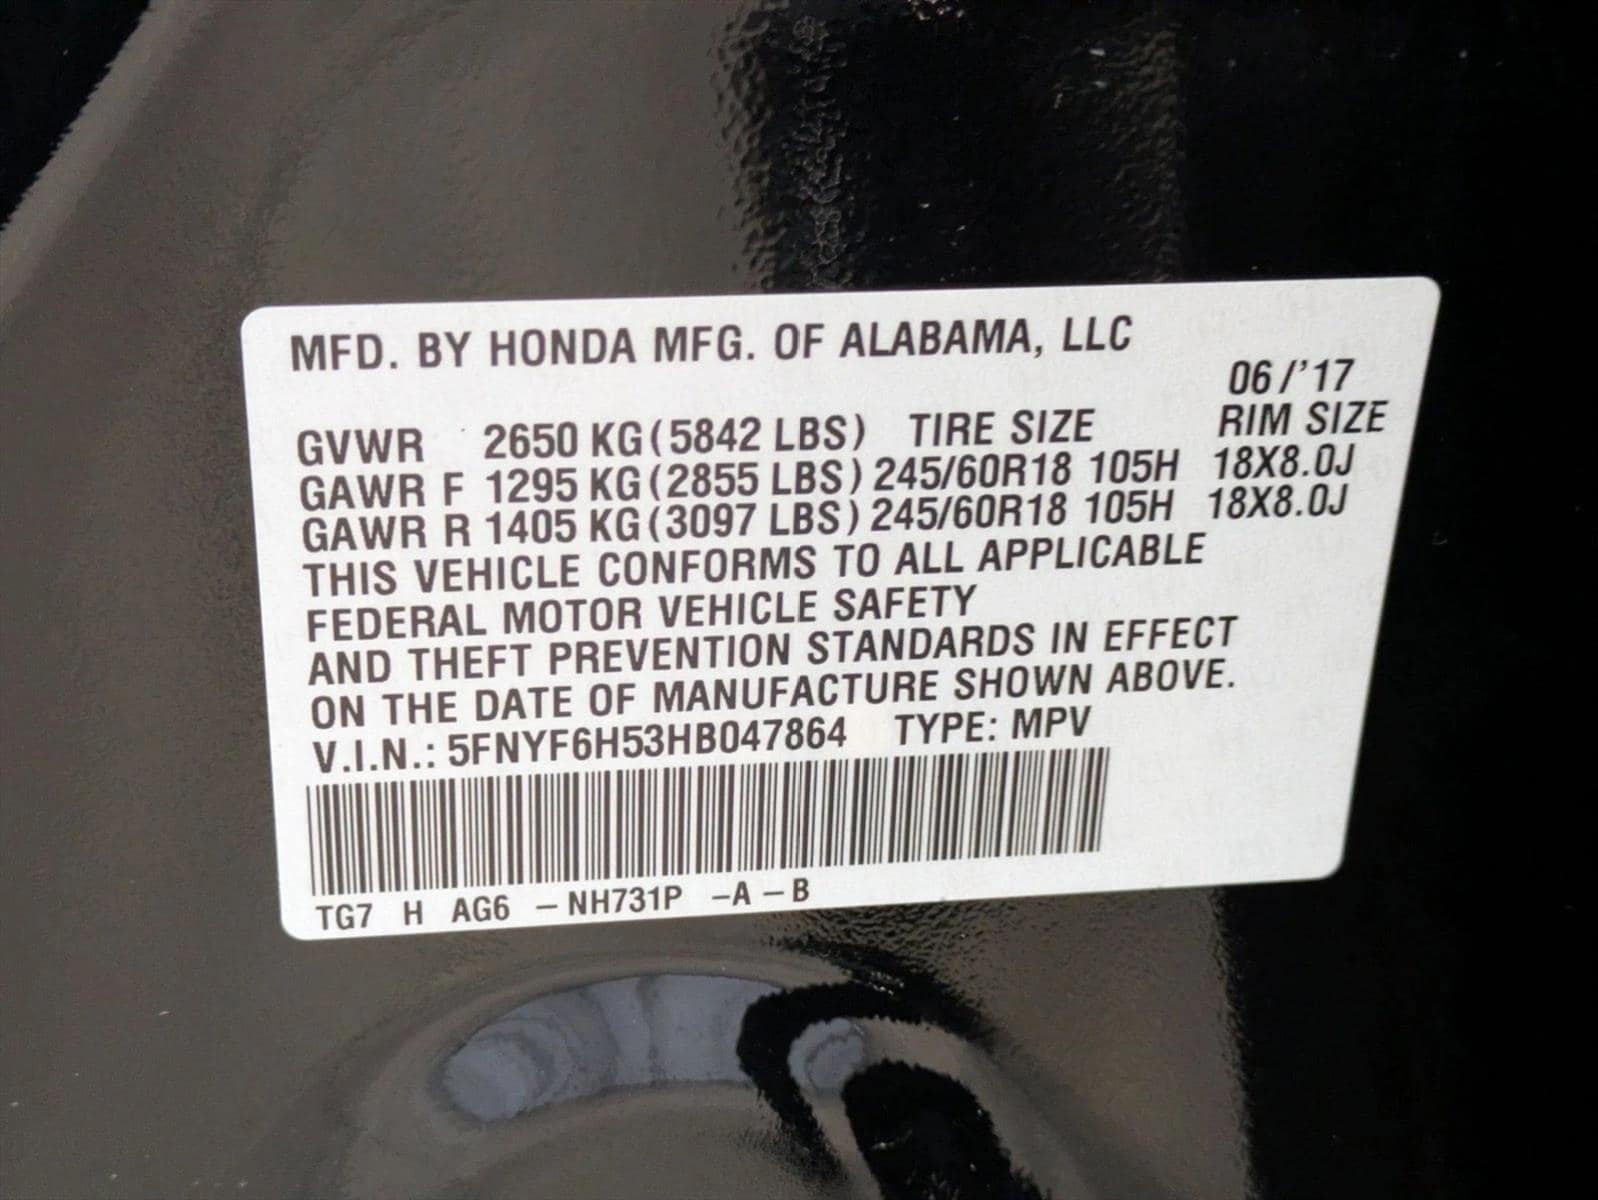 MFD. BY HONDA MFG. OF ALABAMA, LLC
06/'17
GVWR 2650 KG (5842 LBS) TIRE SIZE RIM SIZE
GAWR F 1295 KG (2855 LBS) 245/60R18 105H 18X8.0J
GAWR R 1405 KG (3097 LBS) 245/60R18 105H 18X8.0J
THIS VEHICLE CONFORMS TO ALL APPLICABLE
FEDERAL MOTOR VEHICLE SAFETY
AND THEFT PREVENTION STANDARDS IN EFFECT
ON THE DATE OF MANUFACTURE SHOWN ABOVE.
V.I.N.: 5FNYF6H53HB047864 TYPE: MPV
TG7 H AG6 –NH731P –A–B